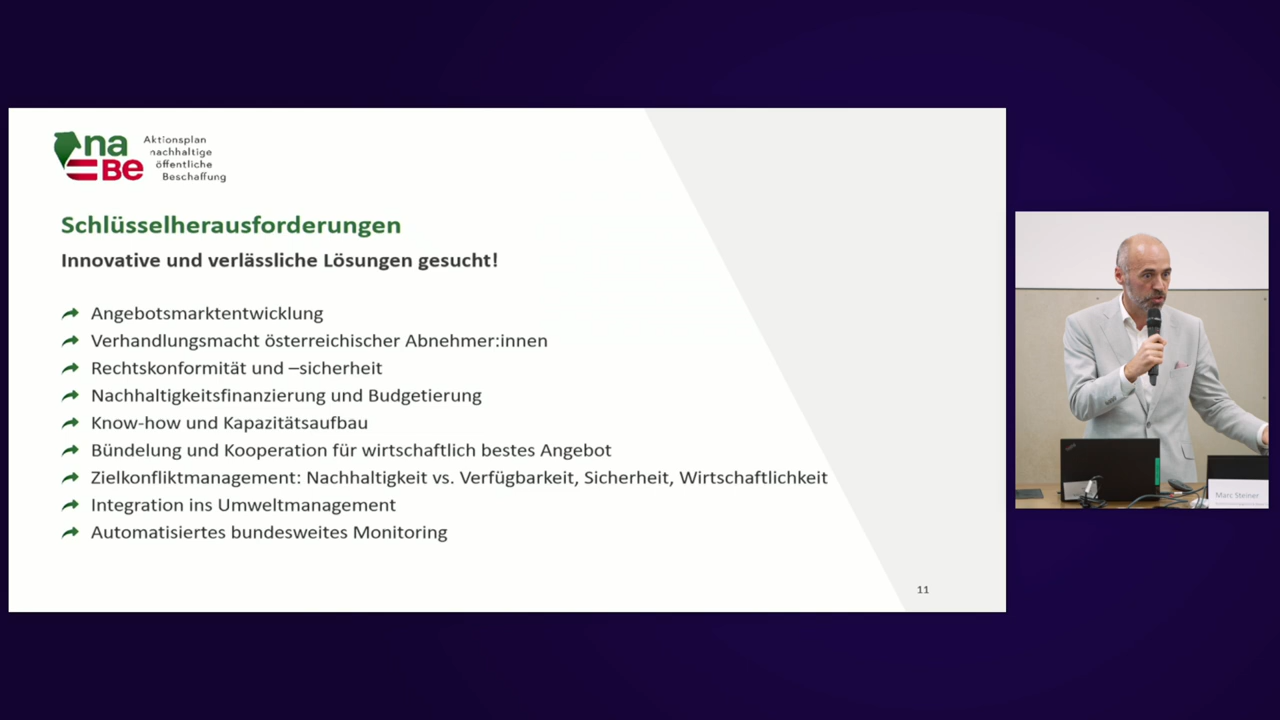 na
Be
Aktionsplan
nachhaltige
öffentliche
Beschaffung
Schlüsselherausforderungen
Innovative und verlässliche Lösungen gesucht!
Angebotsmarktentwicklung
Verhandlungsmacht österreichischer Abnehmer:innen
Rechtskonformität und –sicherheit
Nachhaltigkeitsfinanzierung und Budgetierung
Know-how und Kapazitätsaufbau
Bündelung und Kooperation für wirtschaftlich bestes Angebot
Zielkonfliktmanagement: Nachhaltigkeit vs. Verfügbarkeit, Sicherheit, Wirtschaftlichkeit
Integration ins Umweltmanagement
Automatisiertes bundesweites Monitoring
11
Marc Steiner